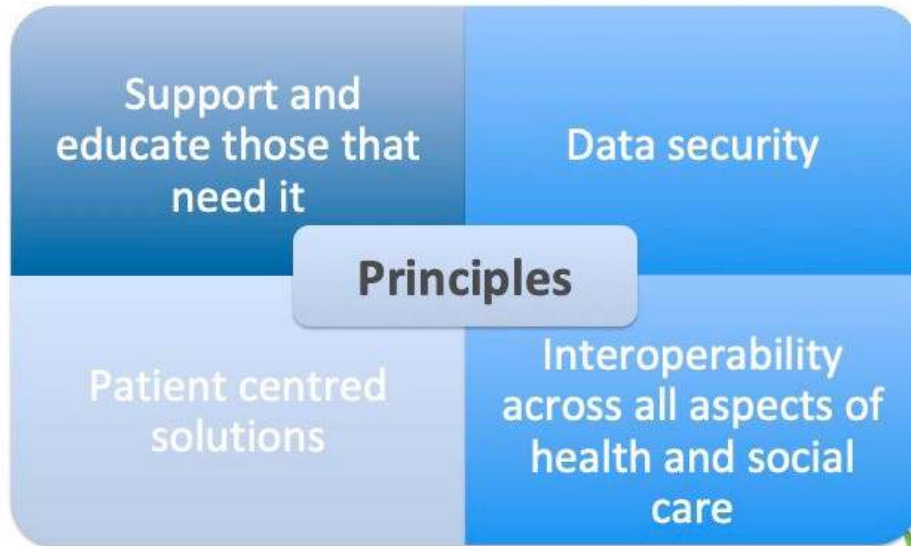 Support and
educate those that
need it
Data security
Principles
Patient centred
solutions
Interoperability
across all aspects of
health and social
care